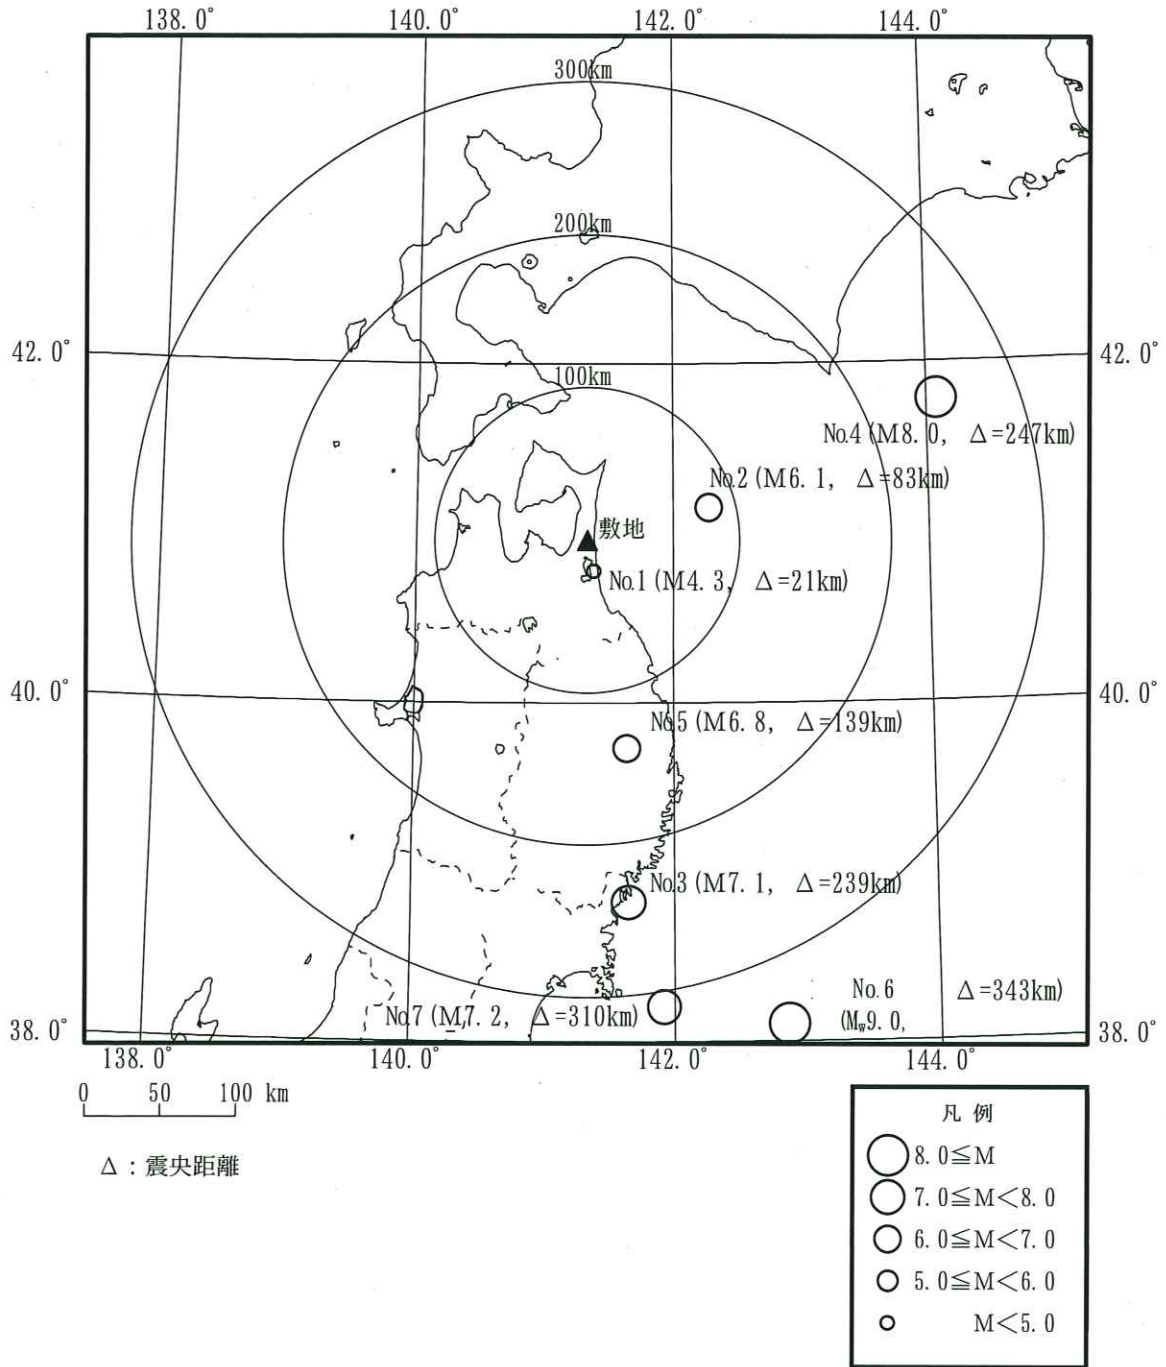 138.0° 140.0° 142.0° 144.0°
300km
200km
42.0° 42.0°
100km
No.4 (M8.0, Δ=247km)
No.2 (M6.1, Δ=83km)
敷地
No.1 (M4.3, Δ=21km)
40.0° 40.0°
No.5 (M6.8, Δ=139km)
No.3 (M7.1, Δ=239km)
No.6 Δ=343km)
No.7 (M7.2, Δ=310km) (Mw9.0,
38.0° 38.0°
138.0° 140.0° 142.0° 144.0°
0 50 100 km
Δ：震央距離
凡例
8.0≦M
7.0≦M＜8.0
6.0≦M＜7.0
5.0≦M＜6.0
M＜5.0